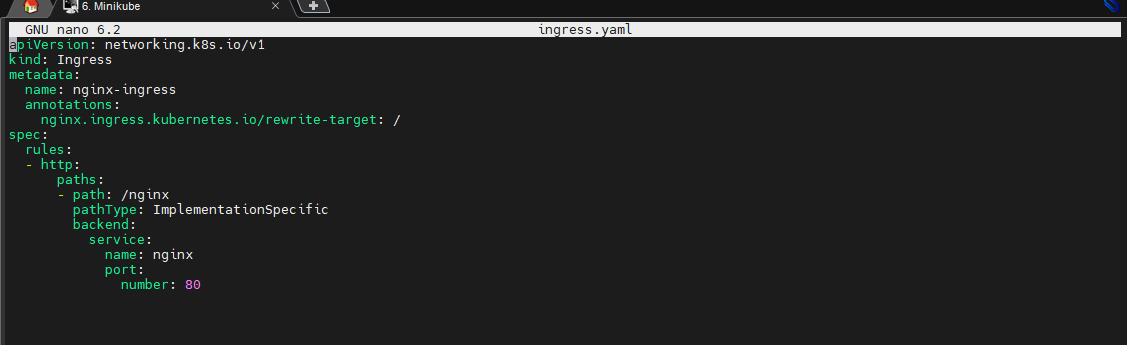 6. Minikube
GNU nano 6.2 ingress.yaml
apiVersion: networking.k8s.io/v1
kind: Ingress
metadata:
  name: nginx-ingress
  annotations:
    nginx.ingress.kubernetes.io/rewrite-target: /
spec:
  rules:
  - http:
      paths:
      - path: /nginx
        pathType: ImplementationSpecific
        backend:
          service:
            name: nginx
            port:
              number: 80